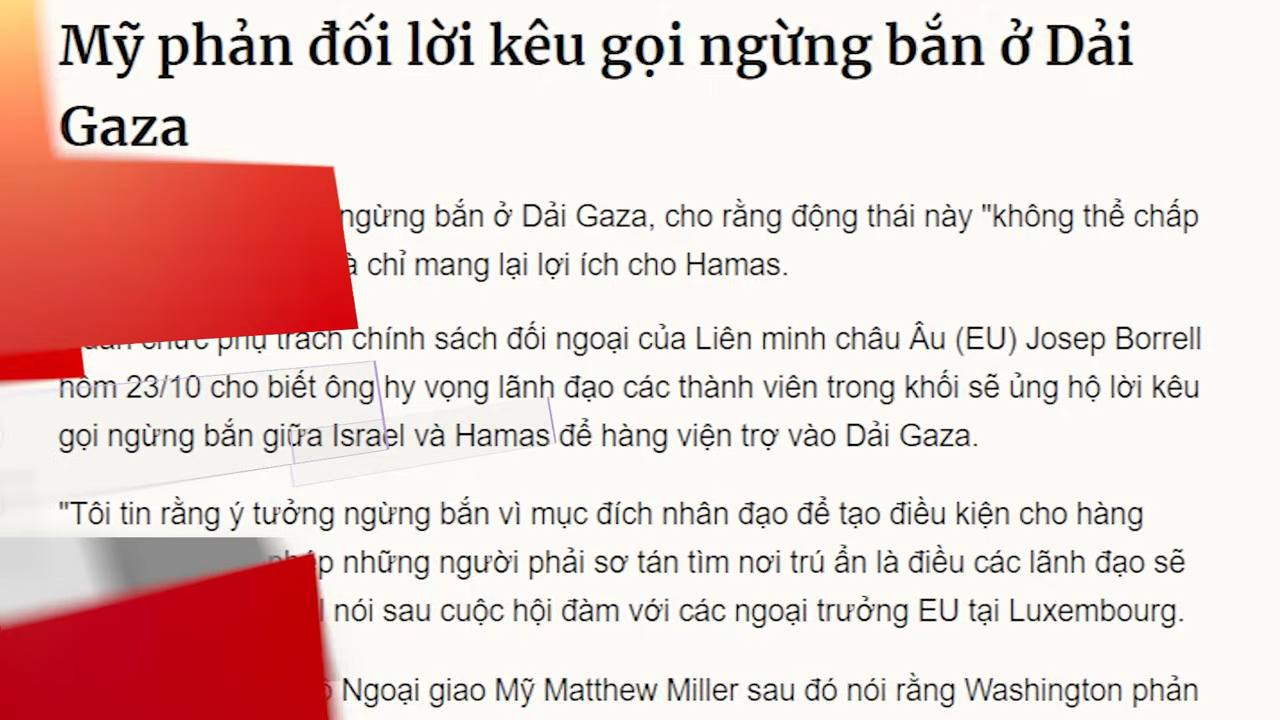 Mỹ phản đối lời kêu gọi ngừng bắn ở Dải
Gaza
ngừng bắn ở Dải Gaza, cho rằng động thái này "không thể chấp
chỉ mang lại lợi ích cho Hamas.
chức phụ trách chính sách đối ngoại của Liên minh châu Âu (EU) Josep Borrell
hôm 23/10 cho biết ông hy vọng lãnh đạo các thành viên trong khối sẽ ủng hộ lời kêu
gọi ngừng bắn giữa Israel và Hamas để hàng viện trợ vào Dải Gaza.
"Tôi tin rằng ý tưởng ngừng bắn vì mục đích nhân đạo để tạo điều kiện cho hàng
phép những người phải sơ tán tìm nơi trú ẩn là điều các lãnh đạo sẽ
nói sau cuộc hội đàm với các ngoại trưởng EU tại Luxembourg.
Ngoại giao Mỹ Matthew Miller sau đó nói rằng Washington phản